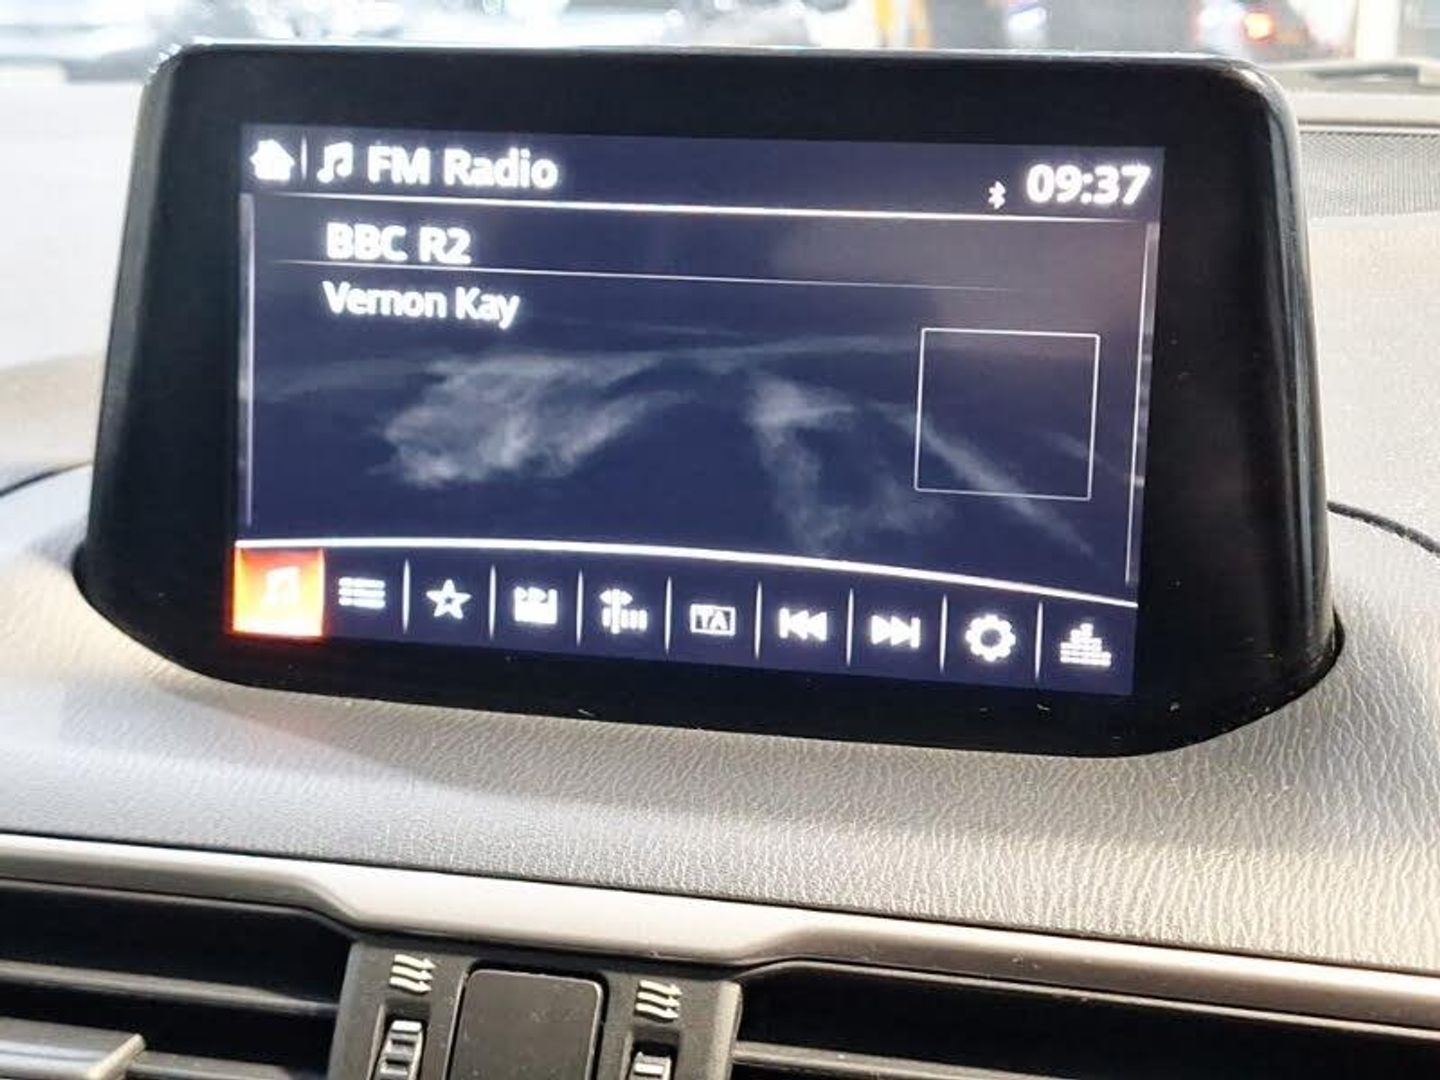 FM Radio
09:37
BBC R2
Vernon Kay
TA